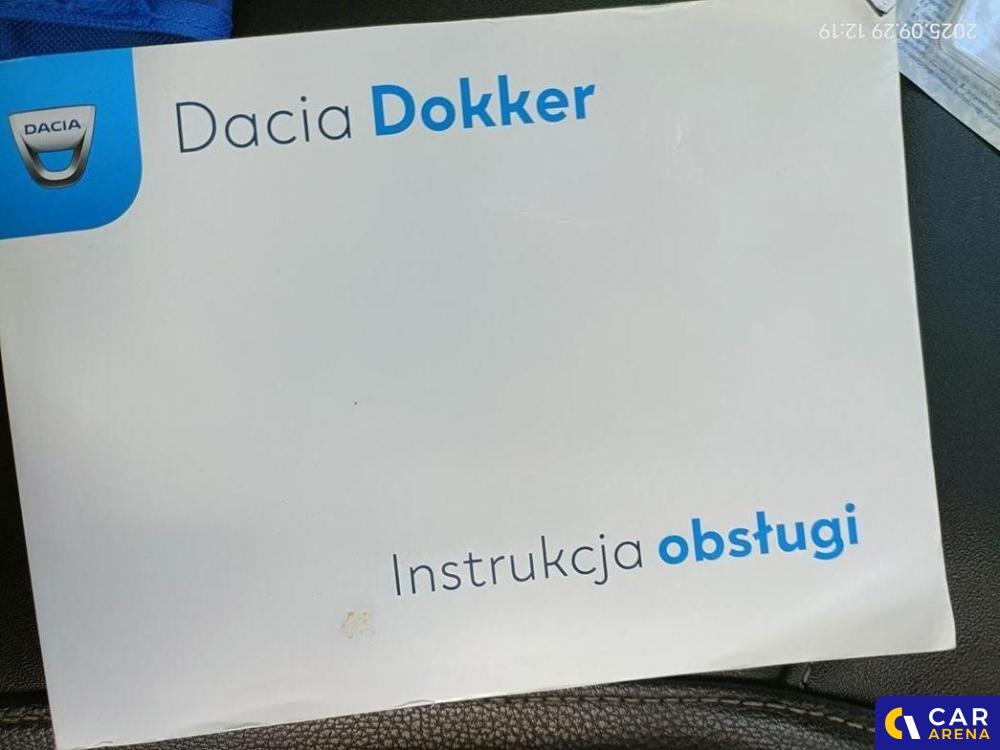 2025.09.29 12:19
Dacia Dokker
DACIA
Instrukcja obsługi
CAR
ARENA